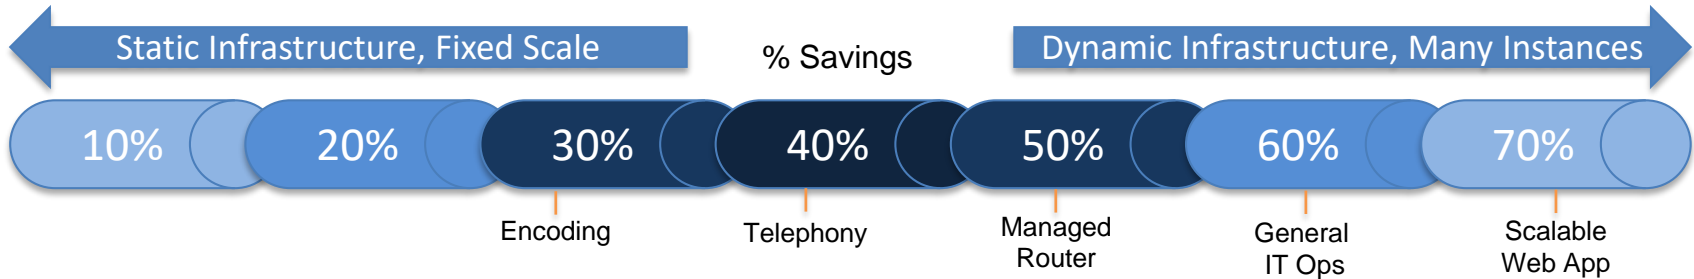 Static Infrastructure, Fixed Scale
% Savings
Dynamic Infrastructure, Many Instances
10%
20%
30%
40%
50%
60%
70%
Encoding
Telephony
Managed
Router
General
IT Ops
Scalable
Web App